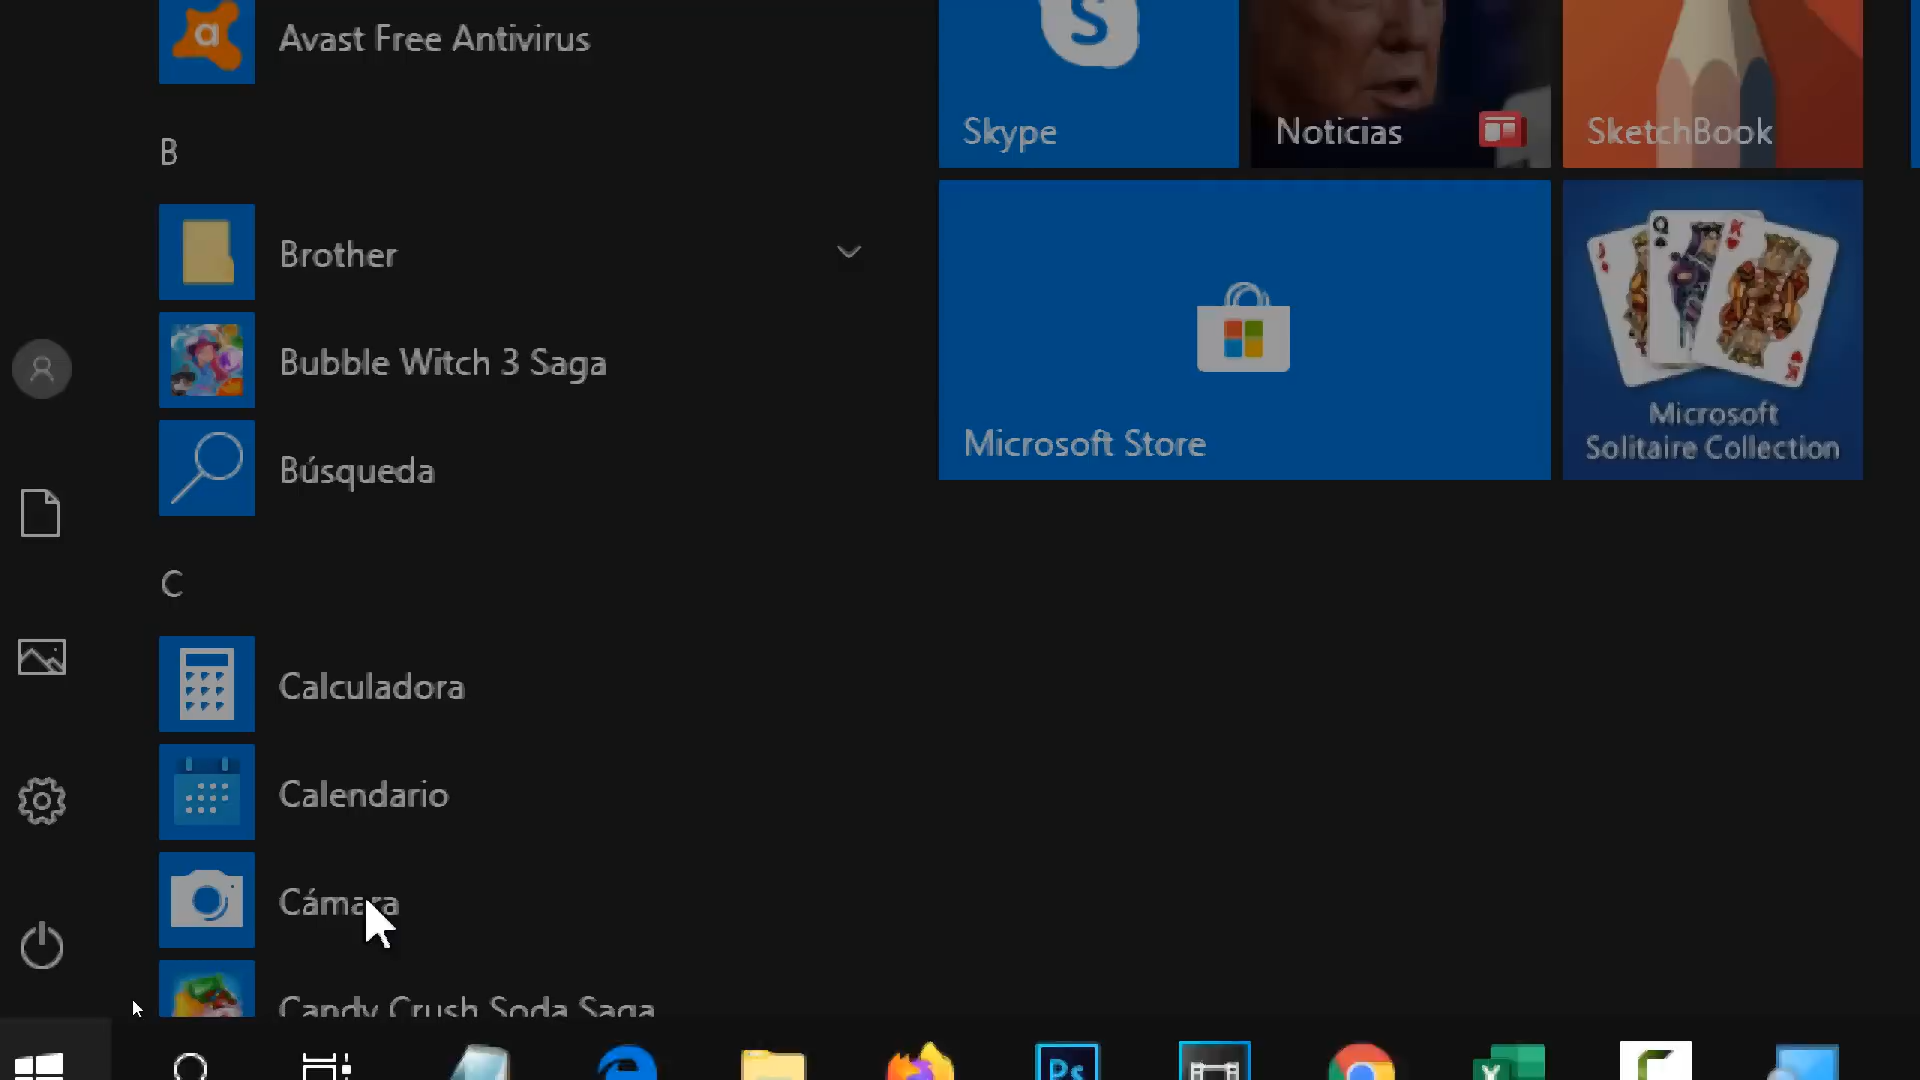 Avast Free Antivirus
B
Brother
Bubble Witch 3 Saga
Búsqueda
C
Calculadora
Calendario
Cámara
Candy Crush Soda Saga
Skype
Noticias
SketchBook
Microsoft Store
Microsoft
Solitaire Collection
Ps